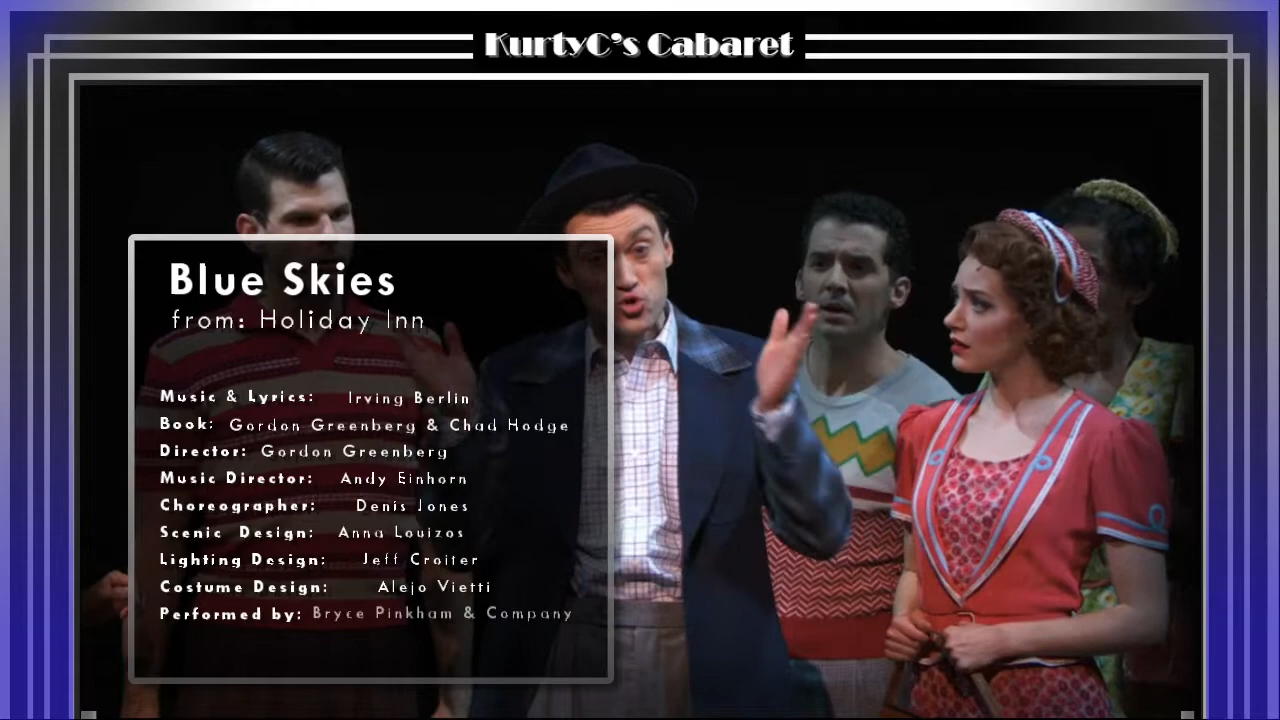 KurtyC's Cabaret
Blue Skies
from: Holiday Inn
Music & Lyrics: Irving Berlin
Book: Gordon Greenberg & Chad Hodge
Director: Gordon Greenberg
Music Director: Andy Einhorn
Choreographer: Denis Jones
Scenic Design: Anna Louizos
Lighting Design: Jeff Croiter
Costume Design: Alejo Vietti
Performed by: Bryce Pinkham & Company